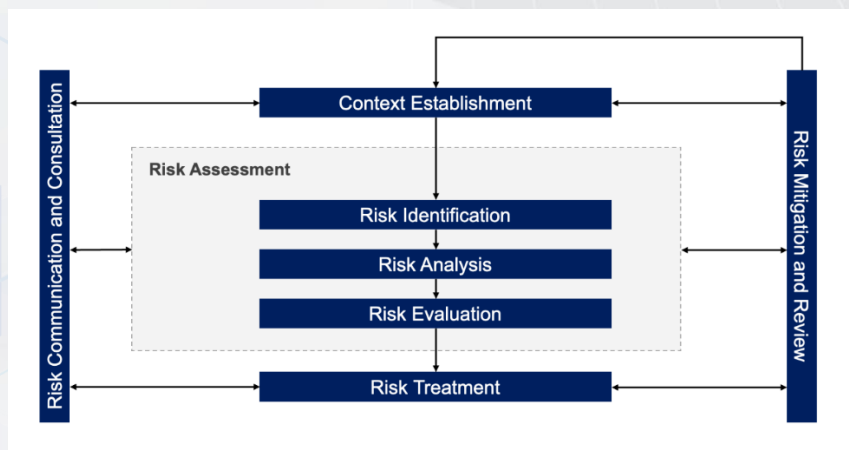 Risk Communication and Consultation
Context Establishment
Risk Assessment
Risk Identification
Risk Analysis
Risk Evaluation
Risk Treatment
Risk Mitigation and Review